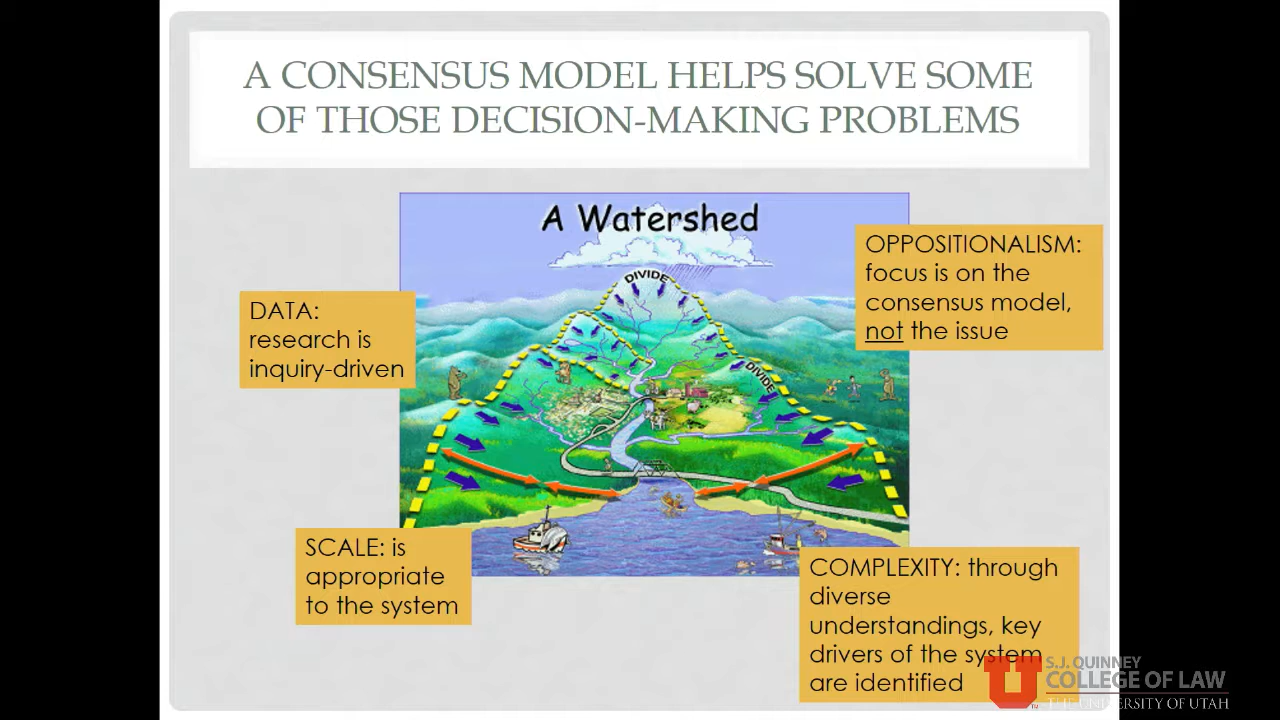 A CONSENSUS MODEL HELPS SOLVE SOME
OF THOSE DECISION-MAKING PROBLEMS
A Watershed
DIVIDE
DIVIDE
OPPOSITIONALISM:
focus is on the
consensus model,
not the issue
DATA:
research is
inquiry-driven
SCALE: is
appropriate
to the system
COMPLEXITY: through
diverse
understandings, key
drivers of the system
are identified
U
TM
S.J. QUINNEY
COLLEGE OF LAW
THE UNIVERSITY OF UTAH